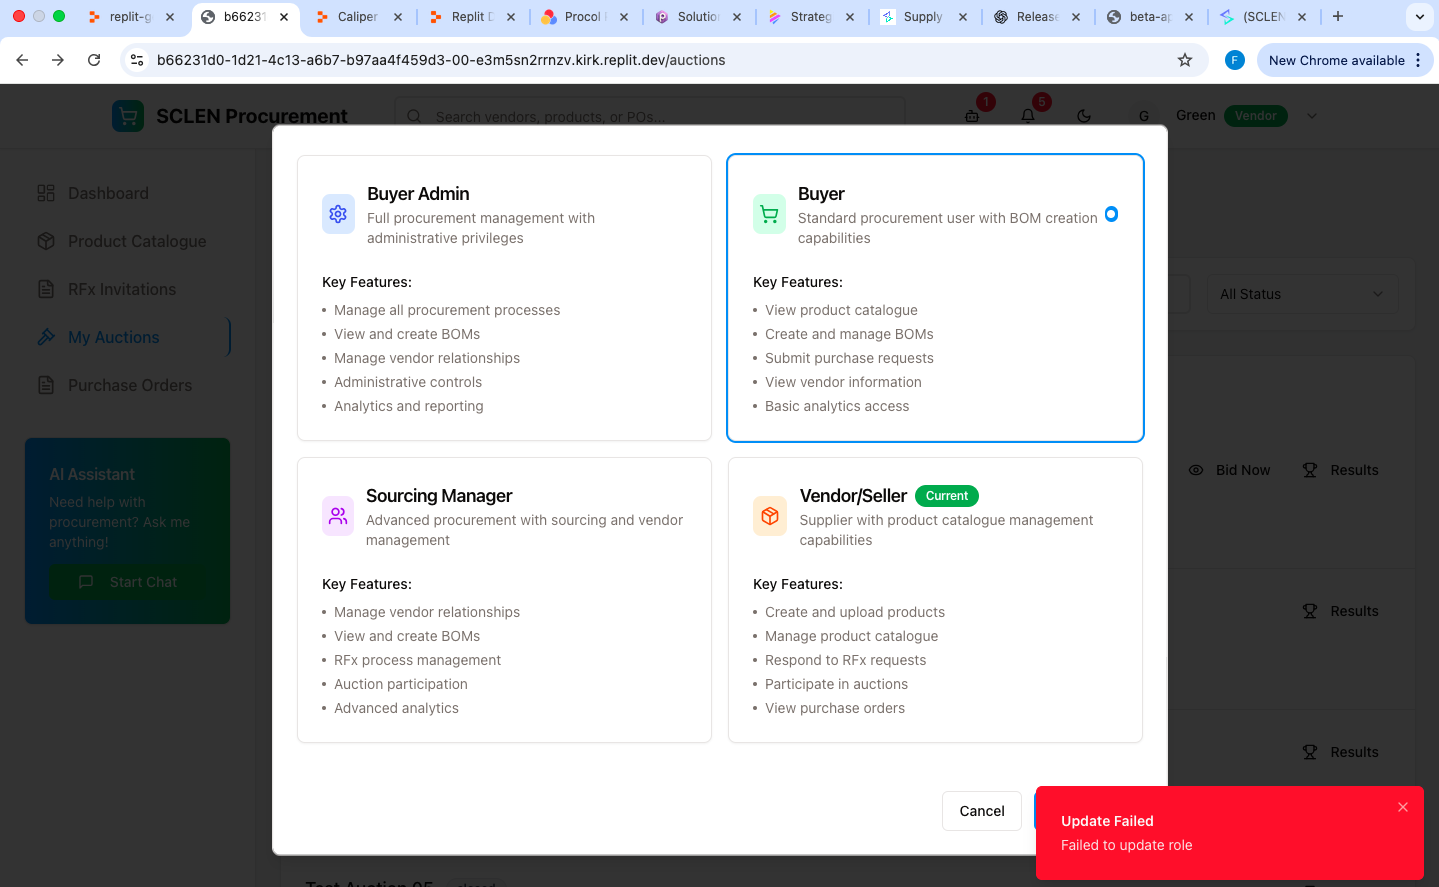 replit-g
b6623
Caliper
Replit D
Procol
Solutio
Strateg
Supply
Release
beta-ap
(SCLEN
b66231d0-1d21-4c13-a6b7-b97aa4f459d3-00-e3m5sn2rrnzv.kirk.replit.dev/auctions
F
New Chrome available
SCLEN Procurement
Search vendors, products, or POs...
1
5
G
Green
Vendor
Dashboard
Product Catalogue
RFx Invitations
My Auctions
Purchase Orders
AI Assistant
Need help with
procurement? Ask me
anything!
Start Chat
All Status
Bid Now
Results
Results
Results
Buyer Admin
Full procurement management with
administrative privileges
Key Features:
• Manage all procurement processes
• View and create BOMs
• Manage vendor relationships
• Administrative controls
• Analytics and reporting
Buyer
Standard procurement user with BOM creation
capabilities
Key Features:
• View product catalogue
• Create and manage BOMs
• Submit purchase requests
• View vendor information
• Basic analytics access
Sourcing Manager
Advanced procurement with sourcing and vendor
management
Key Features:
• Manage vendor relationships
• View and create BOMs
• RFx process management
• Auction participation
• Advanced analytics
Vendor/Seller
Current
Supplier with product catalogue management
capabilities
Key Features:
• Create and upload products
• Manage product catalogue
• Respond to RFx requests
• Participate in auctions
• View purchase orders
Cancel
Update Failed
Failed to update role
Test Auction 05
closed